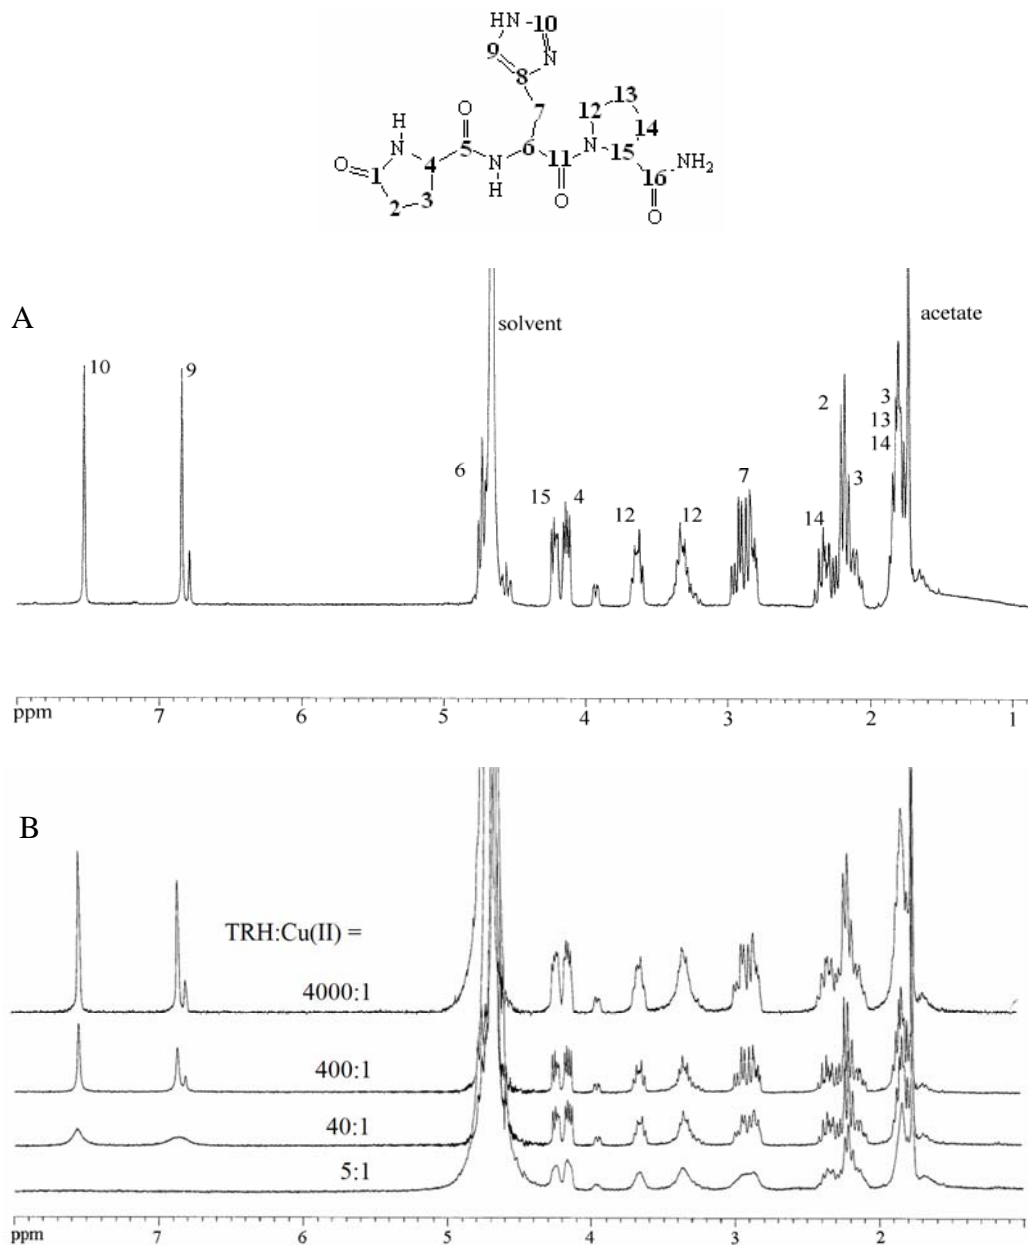 HN 10
9
N
8
O
7
13
12
H
14
N
5
6
N
15
NH₂
O
4
11
1
N
16
3
H
O
2
O
A
solvent
acetate
10
9
3
2
13
6
7
14
15
4
3
12
12
14
ppm 7 6 5 4 3 2 1
B
TRH:Cu(II) =
4000:1
400:1
40:1
5:1
ppm 7 6 5 4 3 2